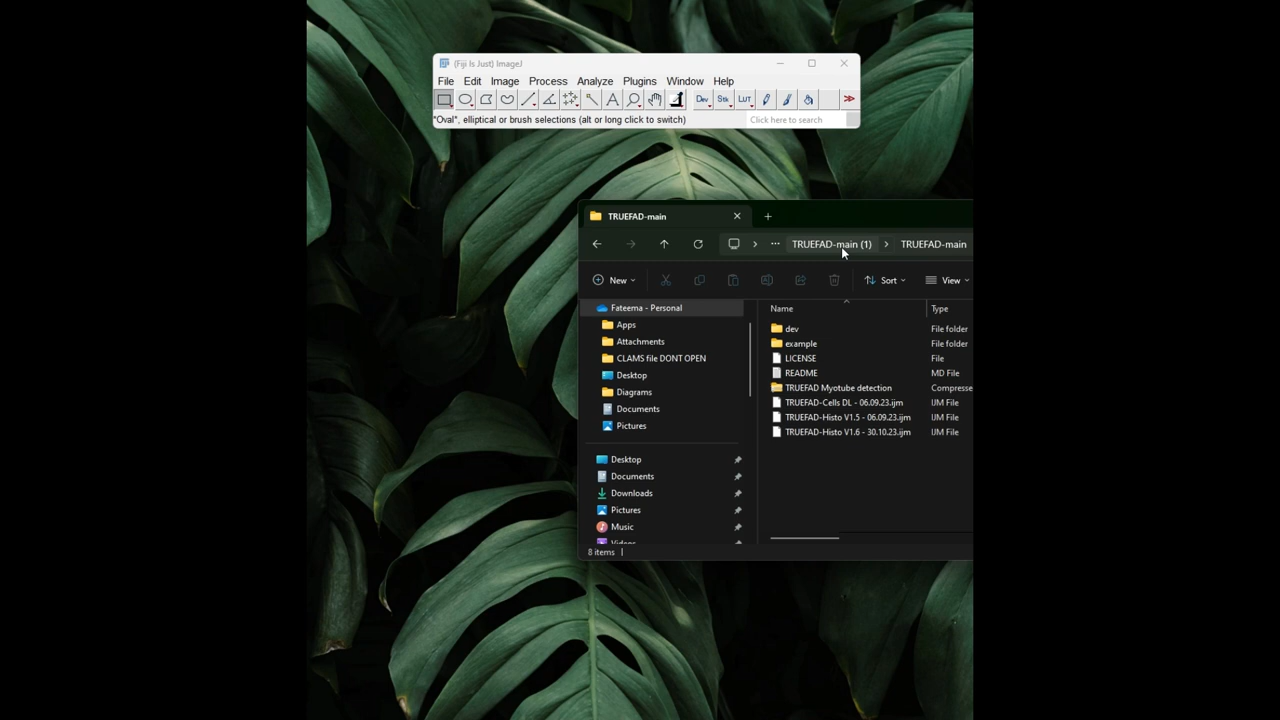 (Fiji Is Just) ImageJ
File Edit Image Process Analyze Plugins Window Help
Dev Stk LUT
*Oval*, elliptical or brush selections (alt or long click to switch) Click here to search
TRUEFAD-main
TRUEFAD-main (1) TRUEFAD-main
New Sort View
Fateema - Personal
Apps
Attachments
CLAMS file DONT OPEN
Desktop
Diagrams
Documents
Pictures
Desktop
Documents
Downloads
Pictures
Music
Videos
Name Type
dev File folder
example File folder
LICENSE File
README MD File
TRUEFAD Myotube detection Compresse
TRUEFAD-Cells DL - 06.09.23.ijm IJM File
TRUEFAD-Histo V1.5 - 06.09.23.ijm IJM File
TRUEFAD-Histo V1.6 - 30.10.23.ijm IJM File
8 items